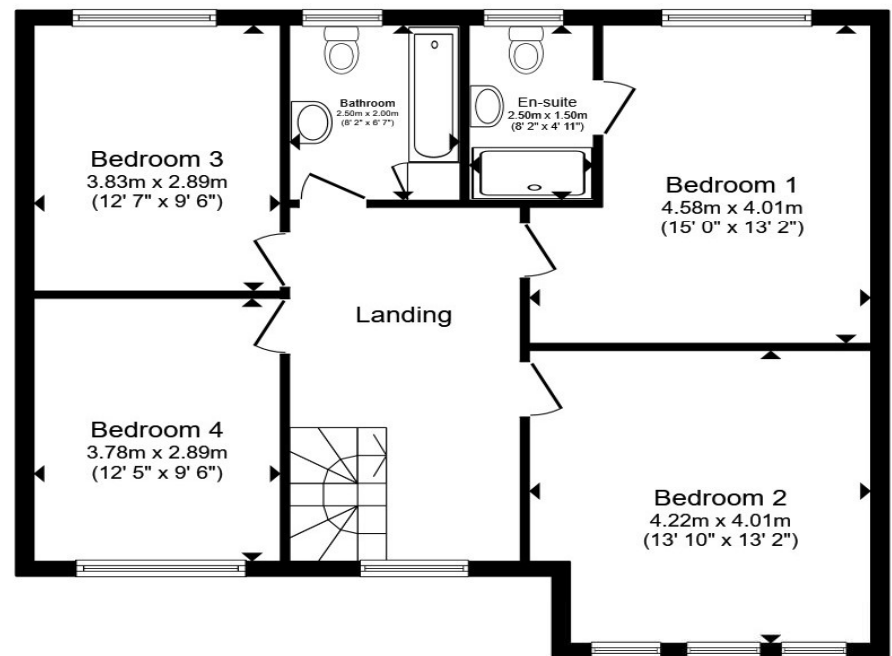 Bathroom
2.50m x 2.00m
(8' 2" x 6' 7")
En-suite
2.50m x 1.50m
(8' 2" x 4' 11")
Bedroom 3
3.83m x 2.89m
(12' 7" x 9' 6")
Bedroom 1
4.58m x 4.01m
(15' 0" x 13' 2")
Landing
Bedroom 4
3.78m x 2.89m
(12' 5" x 9' 6")
Bedroom 2
4.22m x 4.01m
(13' 10" x 13' 2")